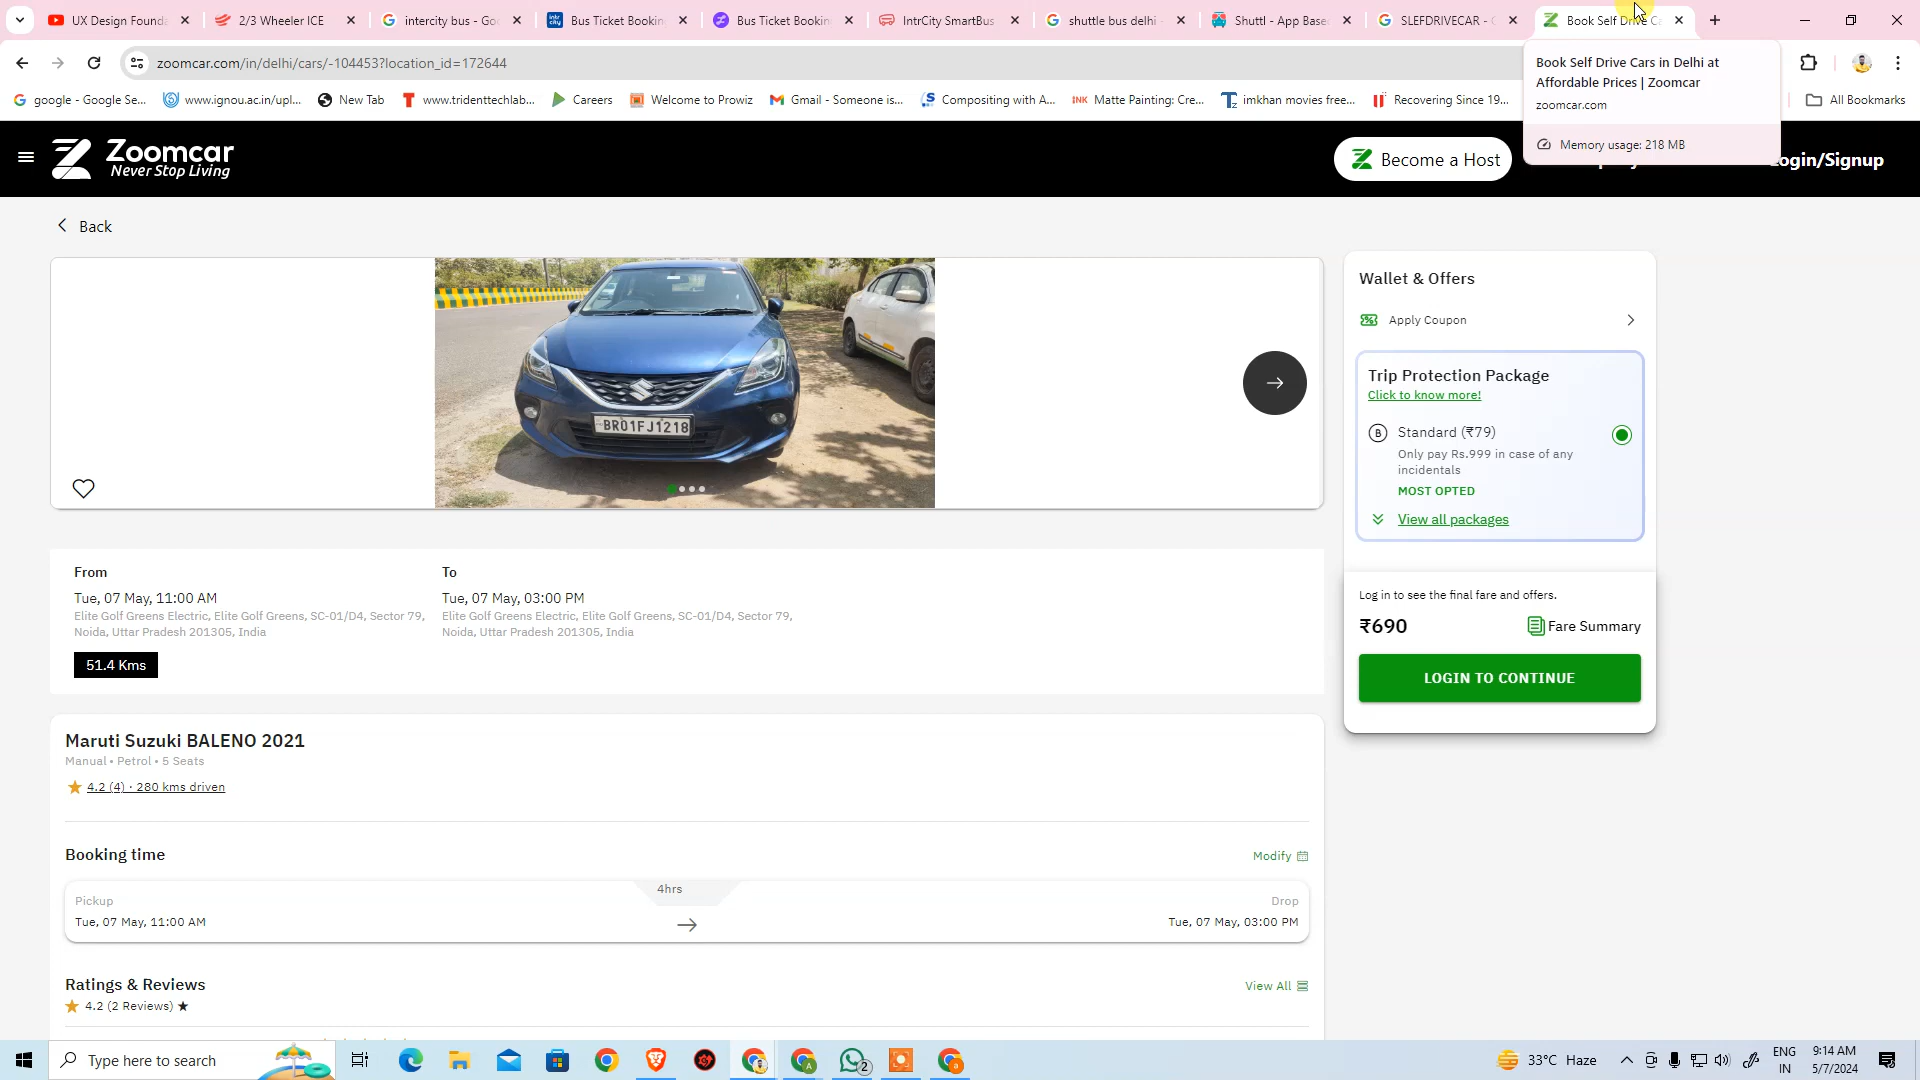 UX Design Founda
2/3 Wheeler ICE
intercity bus - Goo
Bus Ticket Bookin
Bus Ticket Bookin
IntrCity SmartBus
shuttle bus delhi -
Shuttl - App Base
SLEFDRIVECAR - G
Book Self Drive Ca
zoomcar.com/in/delhi/cars/-104453?location_id=172644
Book Self Drive Cars in Delhi at
Affordable Prices | Zoomcar
zoomcar.com
Memory usage: 218 MB
google - Google Se...
www.ignou.ac.in/upl...
New Tab
www.tridenttechlab...
Careers
Welcome to Prowiz
Gmail - Someone is...
Compositing with A...
Matte Painting: Cre...
imkhan movies free...
Recovering Since 19...
All Bookmarks
Zoomcar
Never Stop Living
Become a Host
Login/Signup
Back
BR01FJ1218
Wallet & Offers
Apply Coupon
Trip Protection Package
Click to know more!
B Standard (₹79)
Only pay Rs.999 in case of any
incidentals
MOST OPTED
View all packages
Log in to see the final fare and offers.
₹690
Fare Summary
LOGIN TO CONTINUE
From
Tue, 07 May, 11:00 AM
Elite Golf Greens Electric, Elite Golf Greens, SC-01/D4, Sector 79,
Noida, Uttar Pradesh 201305, India
To
Tue, 07 May, 03:00 PM
Elite Golf Greens Electric, Elite Golf Greens, SC-01/D4, Sector 79,
Noida, Uttar Pradesh 201305, India
51.4 Kms
Maruti Suzuki BALENO 2021
Manual • Petrol • 5 Seats
4.2 (4) · 280 kms driven
Booking time
Modify
4hrs
Pickup
Drop
Tue, 07 May, 11:00 AM
Tue, 07 May, 03:00 PM
Ratings & Reviews
View All
4.2 (2 Reviews) ★
Type here to search
33°C Haze
ENG
IN
9:14 AM
5/7/2024
2